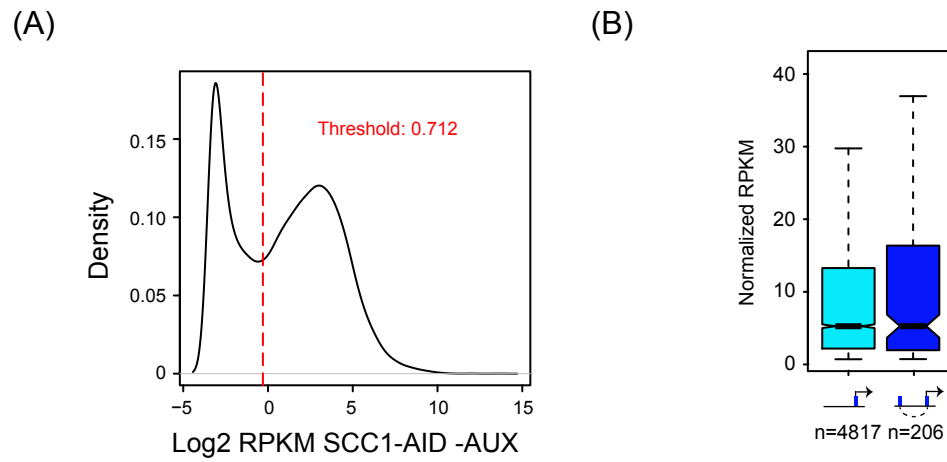 (A)
Density
0.15
0.10
0.05
0
Threshold: 0.712
−5
0
5
10
15
Log2 RPKM SCC1-AID -AUX
(B)
Normalized RPKM
40
30
20
10
0
n=4817 n=206